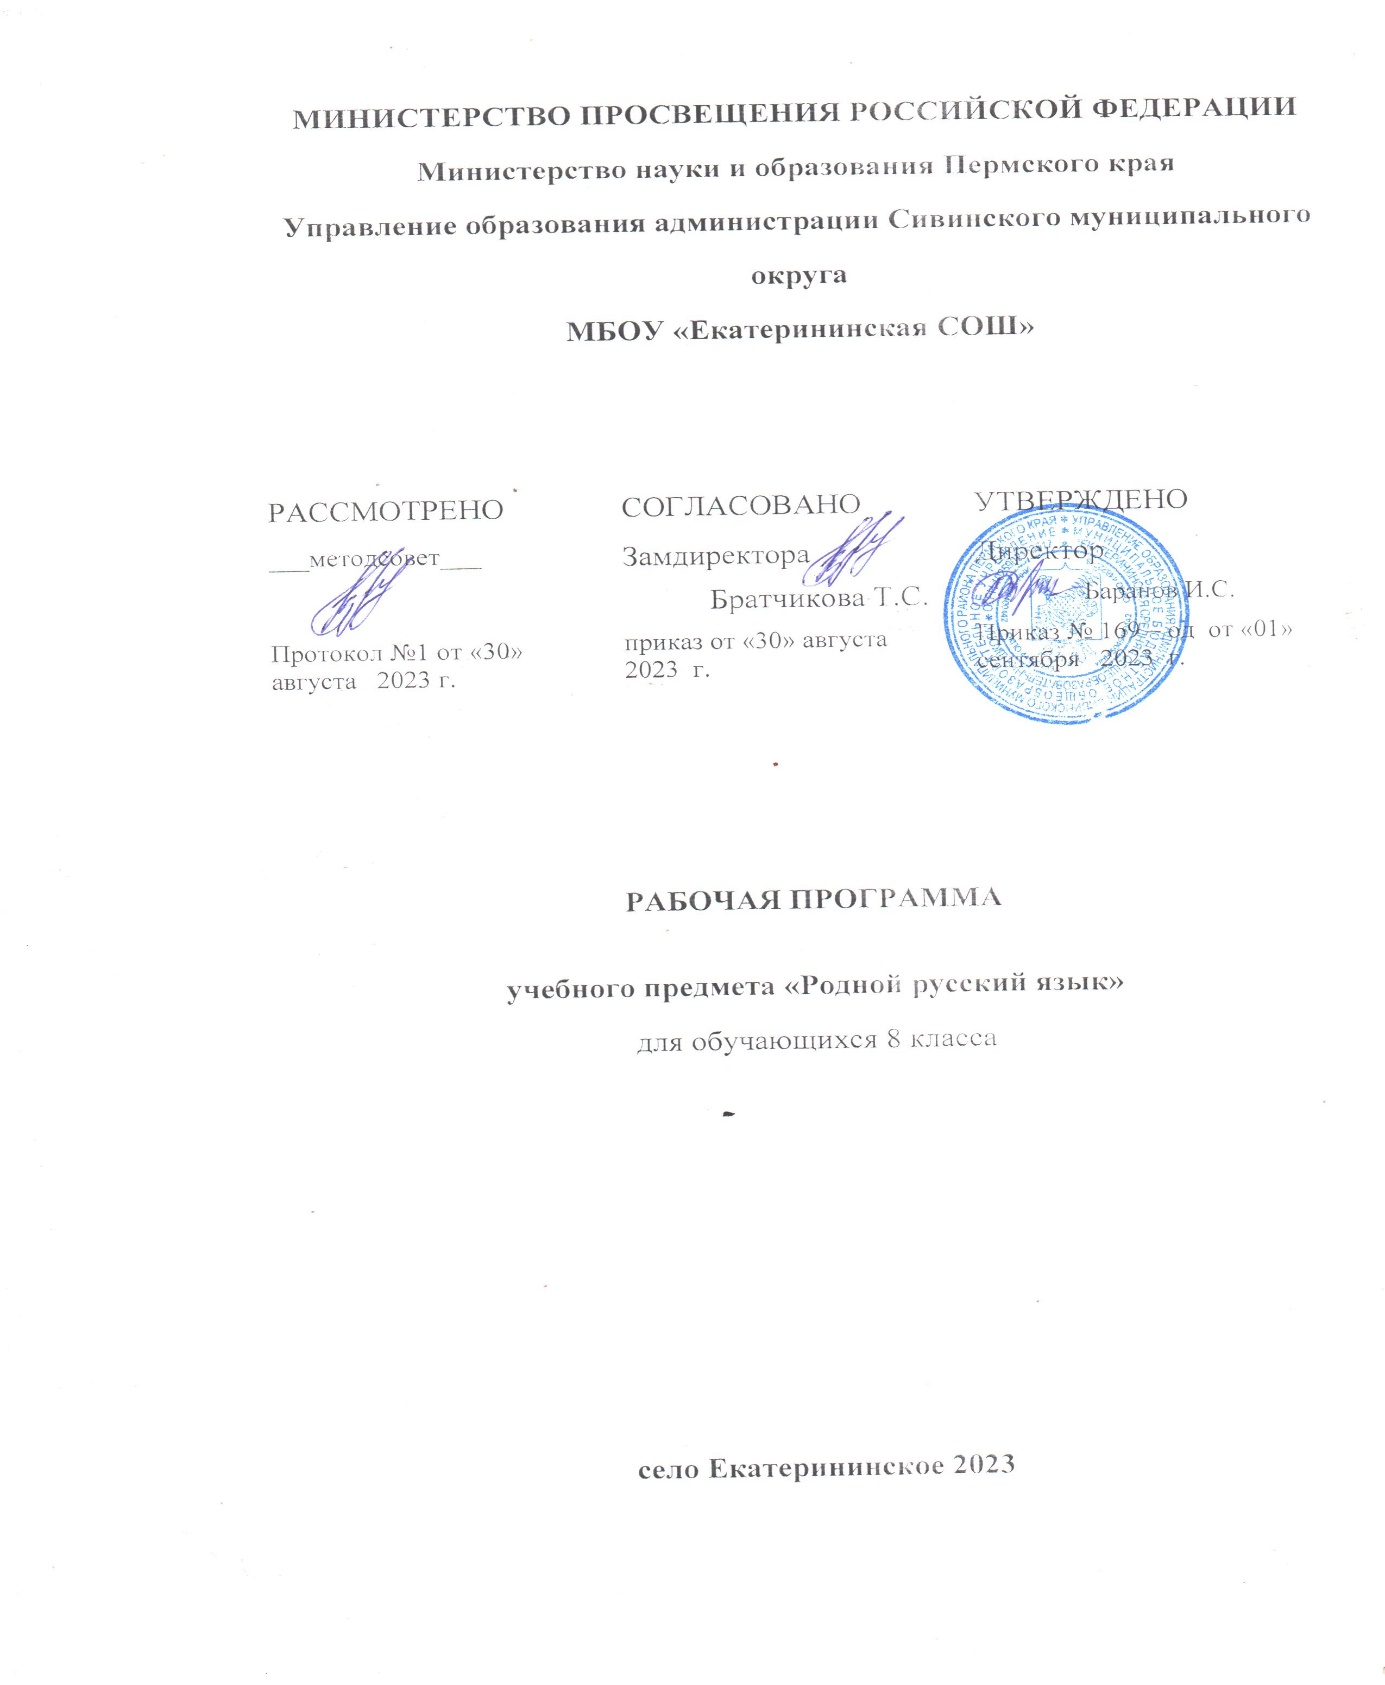 МИНИСТЕРСТВО ПРОСВЕЩЕНИЯ РОССИЙСКОЙ ФЕДЕРАЦИИ
Министерство науки и образования Пермского края
Управление образования администрации Сивинского муниципального
округа
МБОУ «Екатерининская СОШ»
РАССМОТРЕНО
___методсовет___
Протокол №1 от «30»
августа 2023 г.
СОГЛАСОВАНО
Замдиректора
Братчикова Т.С.
приказ от «30» августа
2023 г.
УТВЕРЖДЕНО
Директор
Баранов И.С.
Приказ № 169 од от «01»
сентября 2023 г.
РАБОЧАЯ ПРОГРАММА
учебного предмета «Родной русский язык»
для обучающихся 8 класса
село Екатерининское 2023